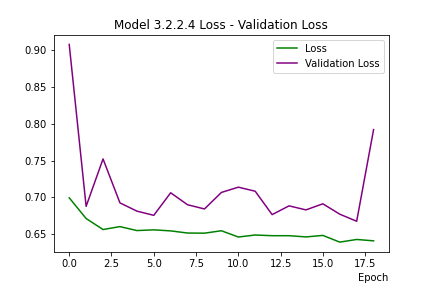 Model 3.2.2.4 Loss - Validation Loss
Loss
Validation Loss
0.90
0.85
0.80
0.75
0.70
0.65
0.0 2.5 5.0 7.5 10.0 12.5 15.0 17.5
Epoch